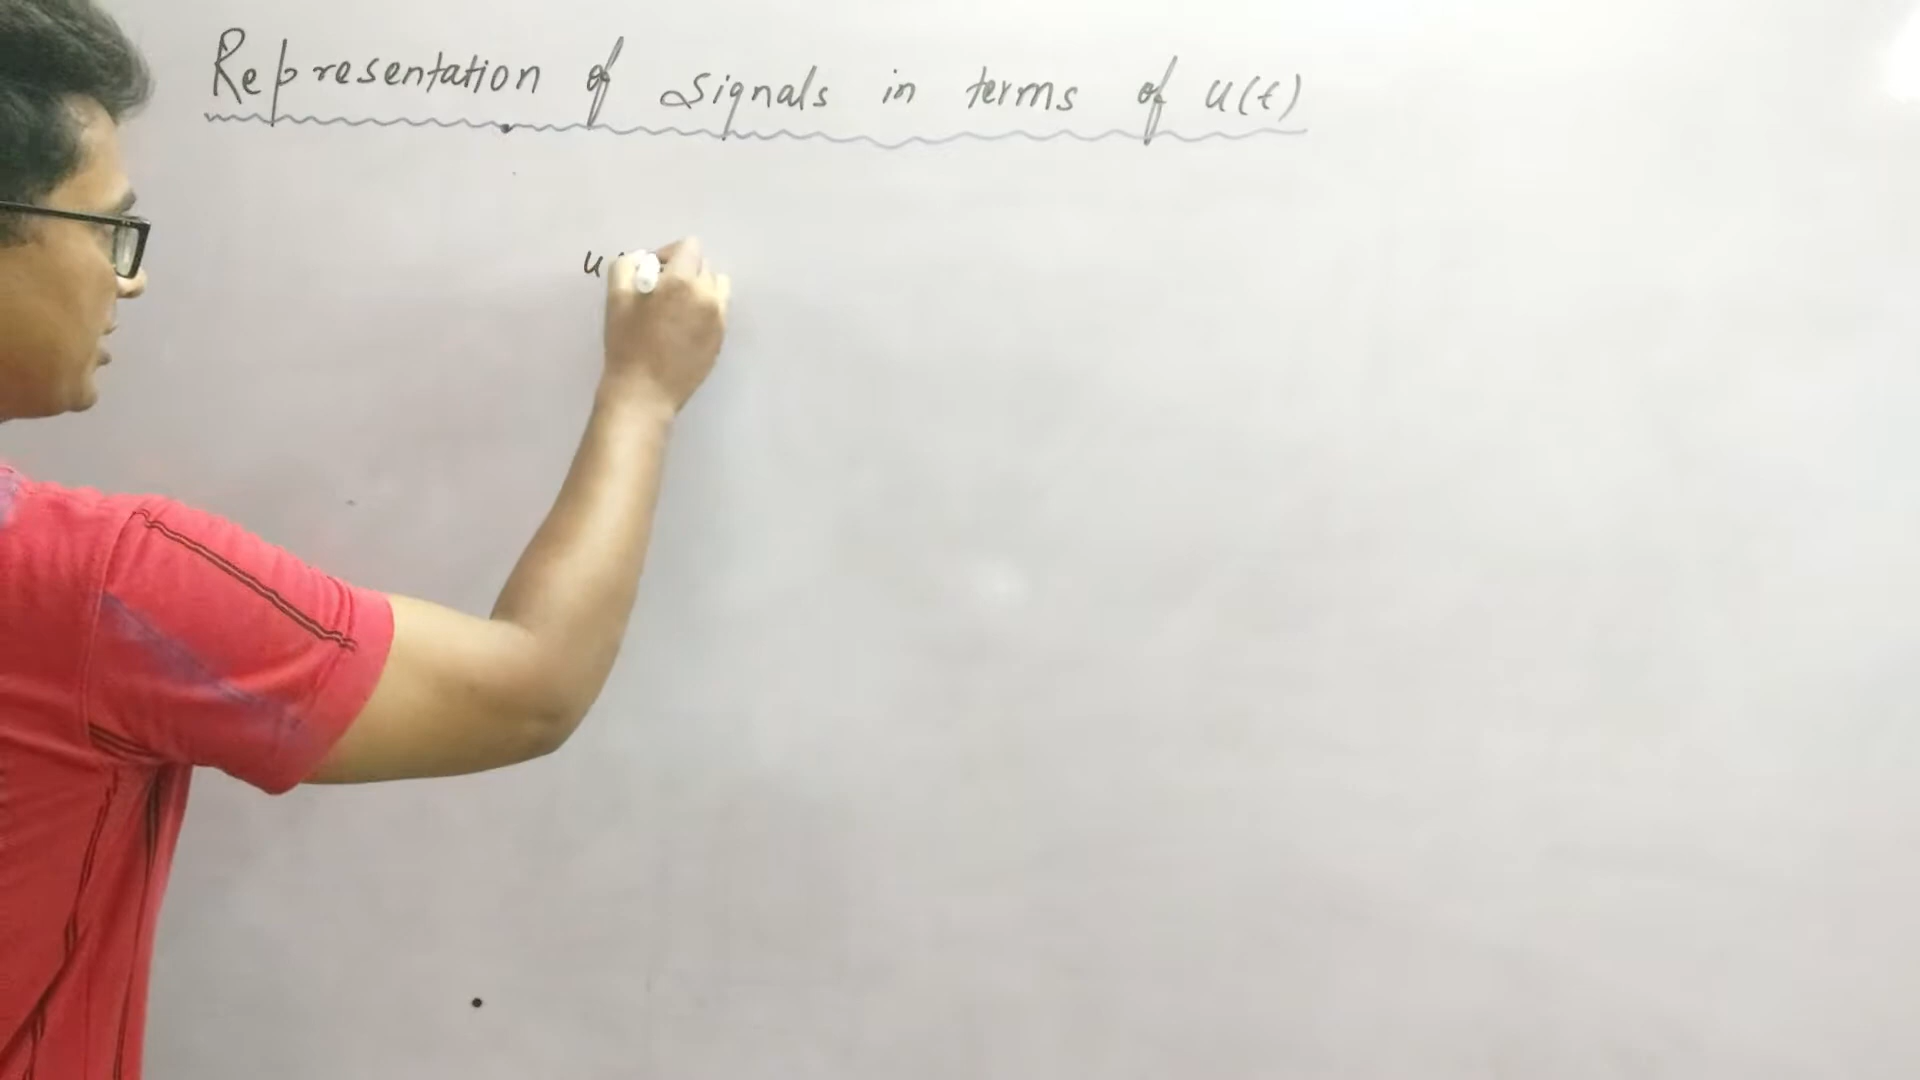 Representation of signals in terms of u(t)
u